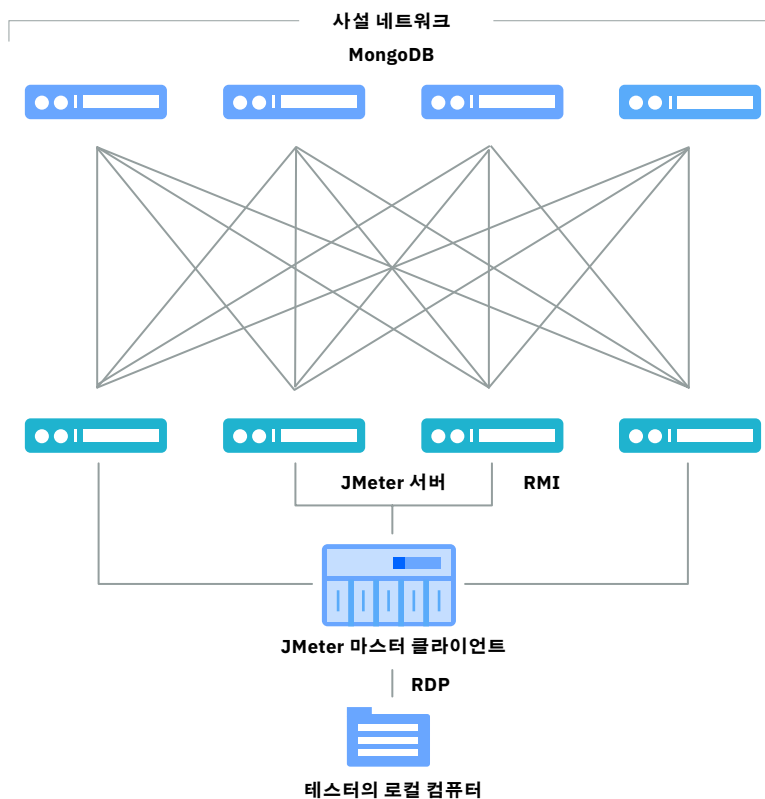 사설 네트워크
MongoDB
JMeter 서버
RMI
JMeter 마스터 클라이언트
RDP
테스터의 로컬 컴퓨터